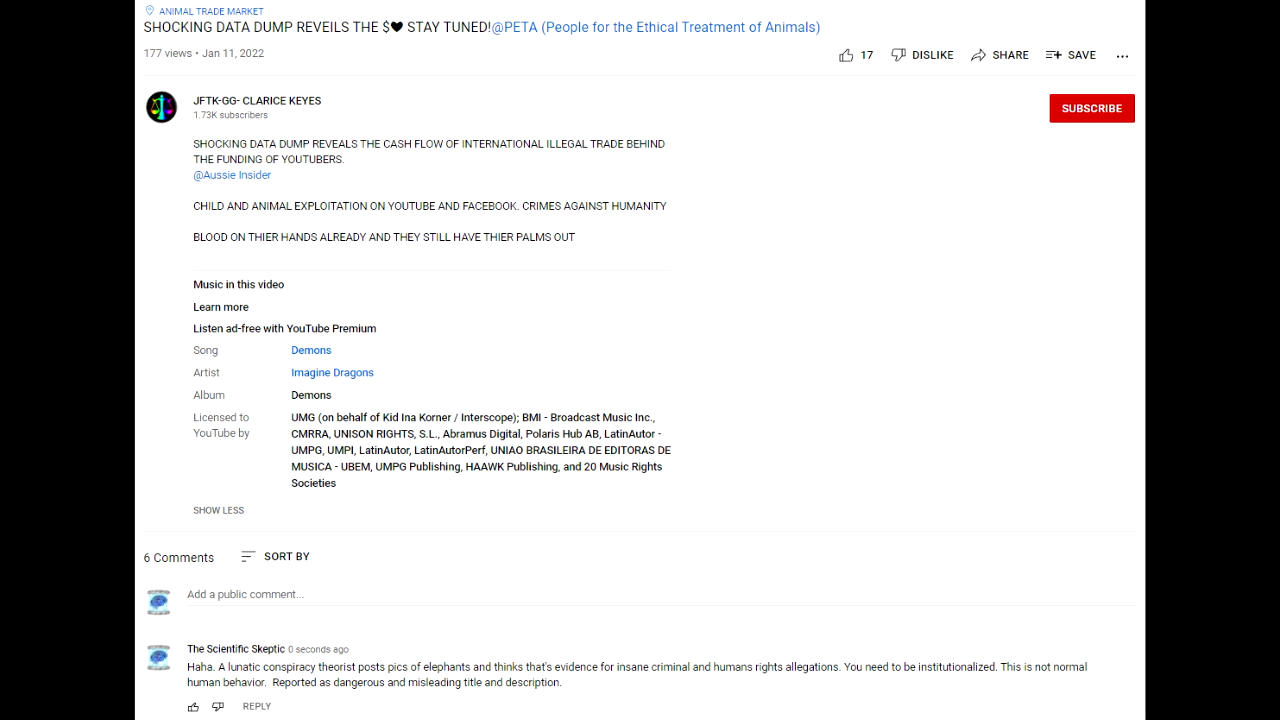 ANIMAL TRADE MARKET
SHOCKING DATA DUMP REVEILS THE $🖤 STAY TUNED!@PETA (People for the Ethical Treatment of Animals)
177 views • Jan 11, 2022
17 DISLIKE SHARE SAVE ...
JFTK-GG- CLARICE KEYES
1.73K subscribers
SUBSCRIBE
SHOCKING DATA DUMP REVEALS THE CASH FLOW OF INTERNATIONAL ILLEGAL TRADE BEHIND
THE FUNDING OF YOUTUBERS.
@Aussie Insider
CHILD AND ANIMAL EXPLOITATION ON YOUTUBE AND FACEBOOK. CRIMES AGAINST HUMANITY
BLOOD ON THIER HANDS ALREADY AND THEY STILL HAVE THIER PALMS OUT
Music in this video
Learn more
Listen ad-free with YouTube Premium
Song Demons
Artist Imagine Dragons
Album Demons
Licensed to UMG (on behalf of Kid Ina Korner / Interscope); BMI - Broadcast Music Inc.,
YouTube by CMRRA, UNISON RIGHTS, S.L., Abramus Digital, Polaris Hub AB, LatinAutor -
UMPG, UMPI, LatinAutor, LatinAutorPerf, UNIAO BRASILEIRA DE EDITORAS DE
MUSICA - UBEM, UMPG Publishing, HAAWK Publishing, and 20 Music Rights
Societies
SHOW LESS
6 Comments SORT BY
Add a public comment...
The Scientific Skeptic 0 seconds ago
Haha. A lunatic conspiracy theorist posts pics of elephants and thinks that's evidence for insane criminal and humans rights allegations. You need to be institutionalized. This is not normal
human behavior. Reported as dangerous and misleading title and description.
REPLY